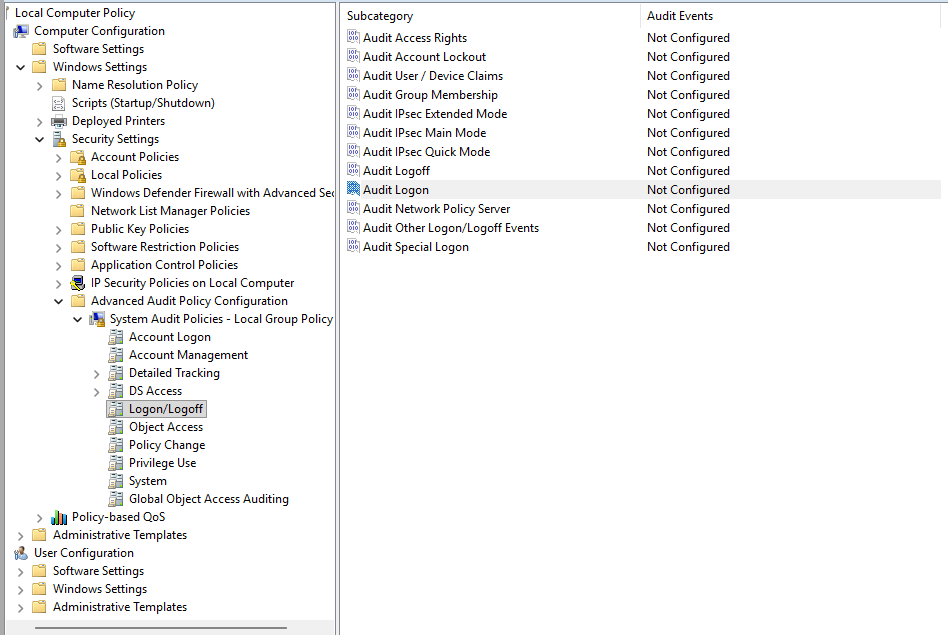 Local Computer Policy
Computer Configuration
Software Settings
Windows Settings
Name Resolution Policy
Scripts (Startup/Shutdown)
Deployed Printers
Security Settings
Account Policies
Local Policies
Windows Defender Firewall with Advanced Sec
Network List Manager Policies
Public Key Policies
Software Restriction Policies
Application Control Policies
IP Security Policies on Local Computer
Advanced Audit Policy Configuration
System Audit Policies - Local Group Policy
Account Logon
Account Management
Detailed Tracking
DS Access
Logon/Logoff
Object Access
Policy Change
Privilege Use
System
Global Object Access Auditing
Policy-based QoS
Administrative Templates
User Configuration
Software Settings
Windows Settings
Administrative Templates
Subcategory Audit Events
Audit Access Rights Not Configured
Audit Account Lockout Not Configured
Audit User / Device Claims Not Configured
Audit Group Membership Not Configured
Audit IPsec Extended Mode Not Configured
Audit IPsec Main Mode Not Configured
Audit IPsec Quick Mode Not Configured
Audit Logoff Not Configured
Audit Logon Not Configured
Audit Network Policy Server Not Configured
Audit Other Logon/Logoff Events Not Configured
Audit Special Logon Not Configured